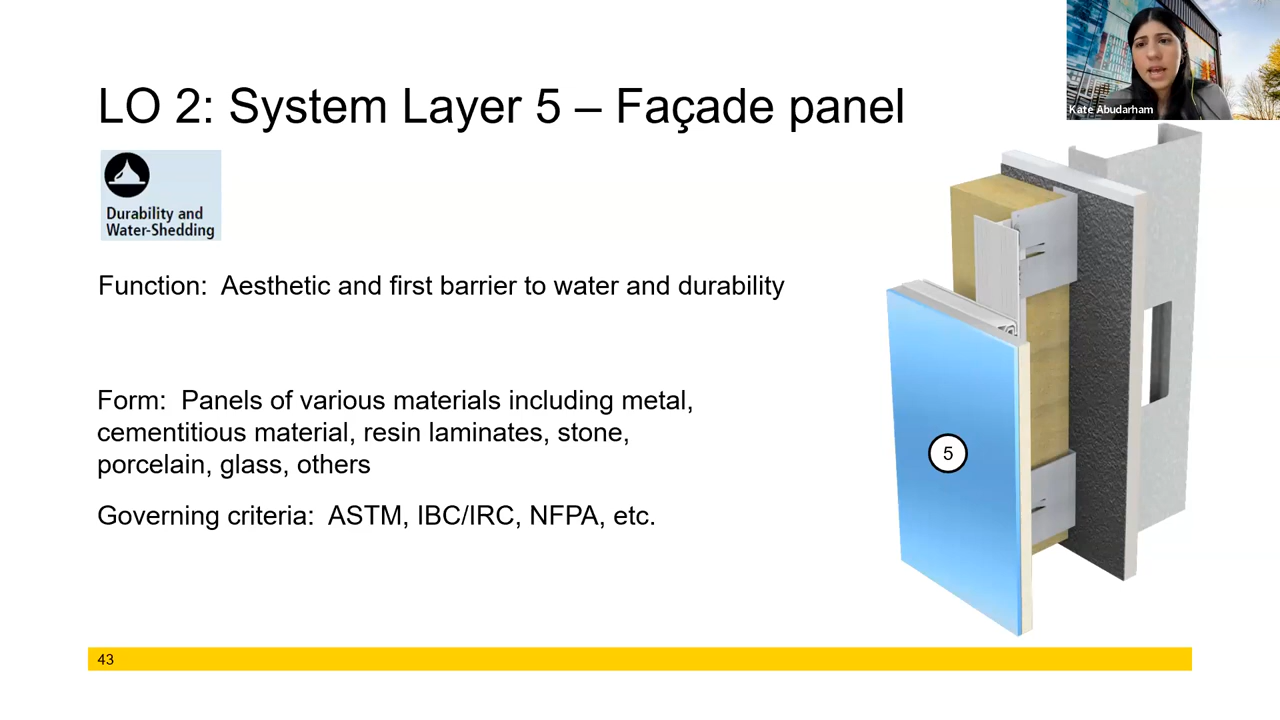 Kate Abudarham
LO 2: System Layer 5 – Façade panel
Durability and
Water-Shedding
Function:  Aesthetic and first barrier to water and durability
Form:  Panels of various materials including metal,
cementitious material, resin laminates, stone,
porcelain, glass, others
Governing criteria:  ASTM, IBC/IRC, NFPA, etc.
5
43